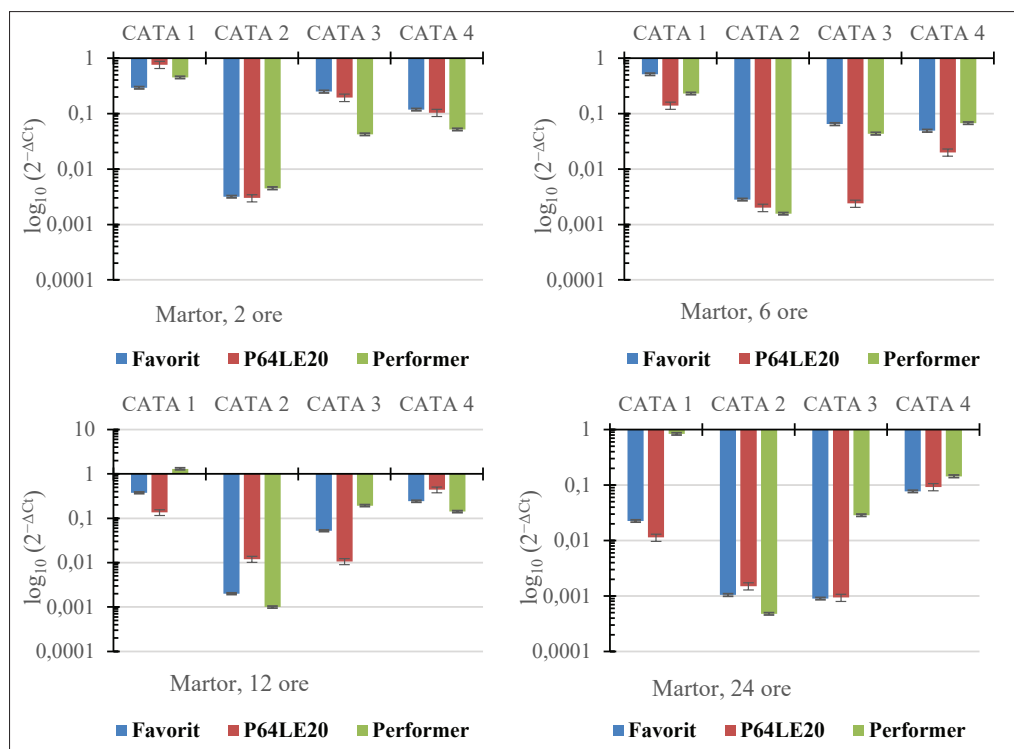 CATA 1 CATA 2 CATA 3 CATA 4
1
0,1
0,01
0,001
0,0001
log₁₀ (2⁻ᐞCt)
Martor, 2 ore
Favorit P64LE20 Performer
CATA 1 CATA 2 CATA 3 CATA 4
1
0,1
0,01
0,001
0,0001
log₁₀ (2⁻ᐞCt)
Martor, 6 ore
Favorit P64LE20 Performer
CATA 1 CATA 2 CATA 3 CATA 4
10
1
0,1
0,01
0,001
0,0001
log₁₀ (2⁻ᐞCt)
Martor, 12 ore
Favorit P64LE20 Performer
CATA 1 CATA 2 CATA 3 CATA 4
1
0,1
0,01
0,001
0,0001
log₁₀ (2⁻ᐞCt)
Martor, 24 ore
Favorit P64LE20 Performer